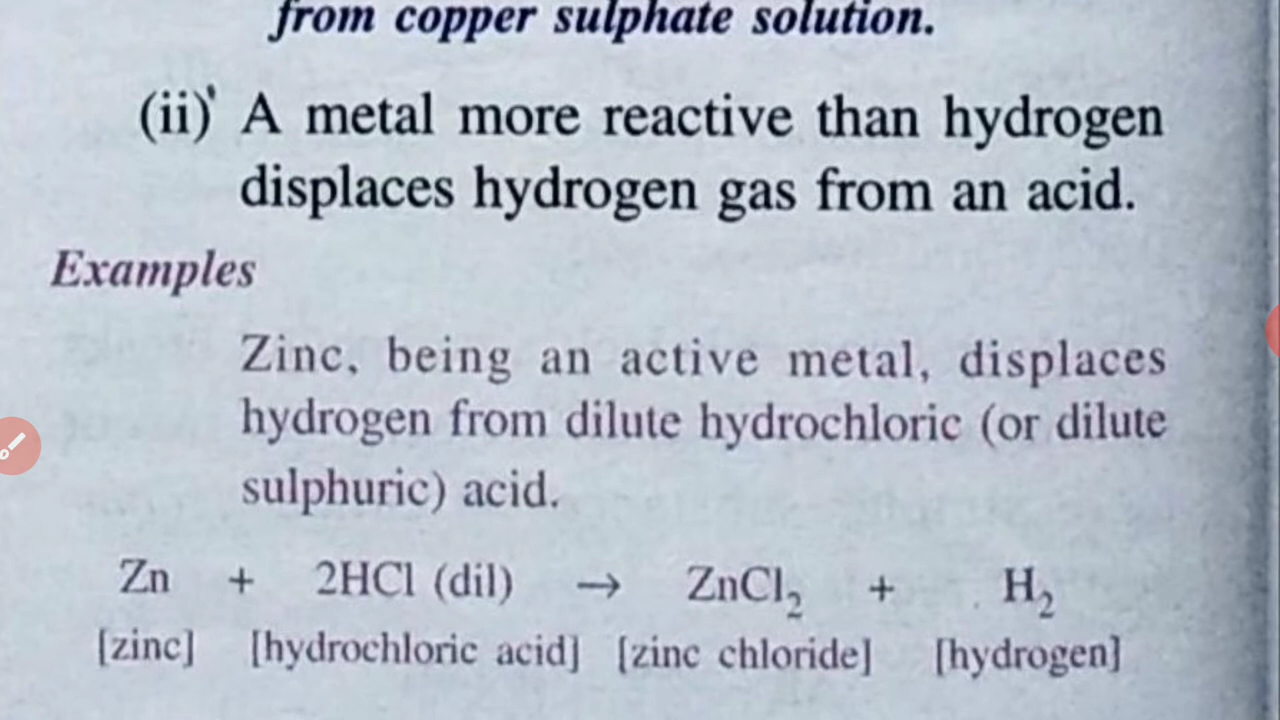 from copper sulphate solution.
(ii) A metal more reactive than hydrogen
displaces hydrogen gas from an acid.
Examples
Zinc, being an active metal, displaces
hydrogen from dilute hydrochloric (or dilute
sulphuric) acid.
Zn + 2HCl (dil) → ZnCl₂ + H₂
[zinc] [hydrochloric acid] [zinc chloride] [hydrogen]